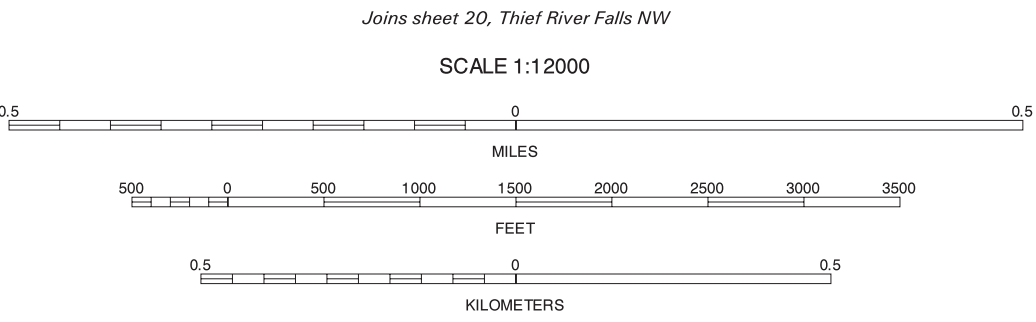 Joins sheet 20, Thief River Falls NW
SCALE 1:12000
0.5 0 0.5
MILES
500 0 500 1000 1500 2000 2500 3000 3500
FEET
0.5 0 0.5
KILOMETERS